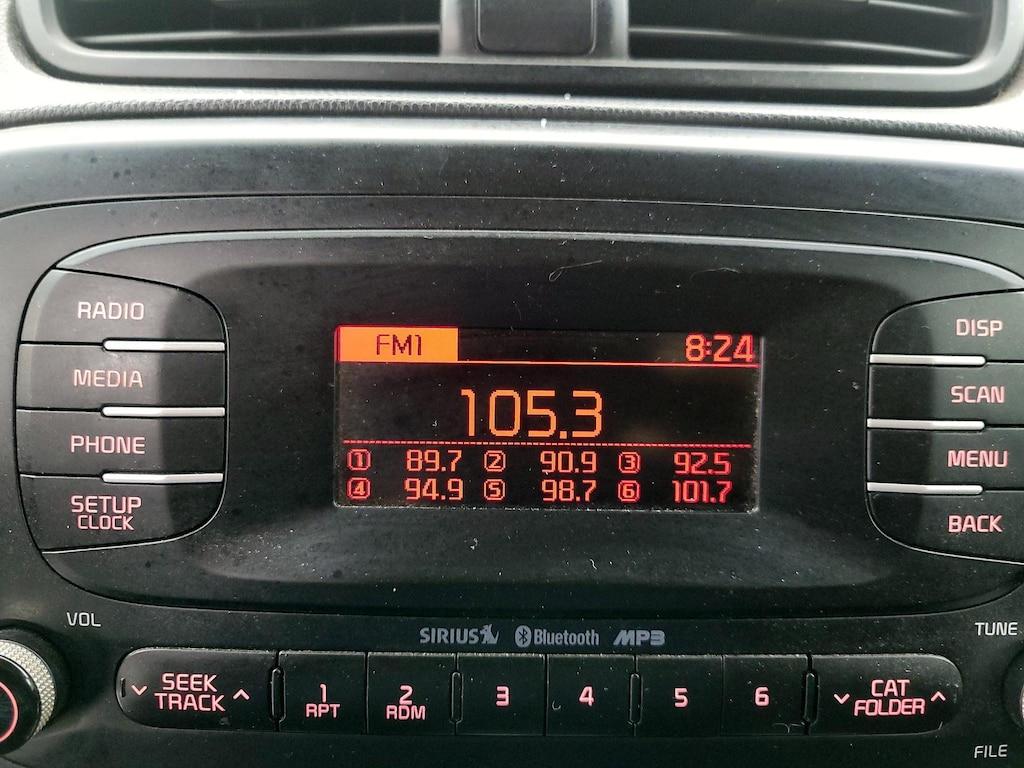 RADIO
MEDIA
PHONE
SETUP
CLOCK
FM1 8:24
105.3
1 89.7 2 90.9 3 92.5
4 94.9 5 98.7 6 101.7
DISP
SCAN
MENU
BACK
VOL
SIRIUS Bluetooth MP3
TUNE
SEEK
TRACK
1
RPT
2
RDM
3
4
5
6
CAT
FOLDER
FILE